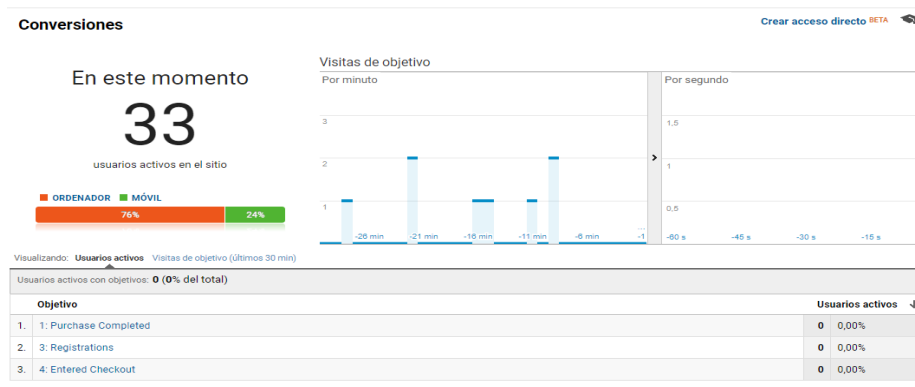 Conversiones
Crear acceso directo BETA
En este momento
33
usuarios activos en el sitio
ORDENADOR MÓVIL
76% 24%
Visitas de objetivo
Por minuto
3
2
1
-26 min -21 min -16 min -11 min -6 min -1
Por segundo
1,5
1
0,5
-60 s -45 s -30 s -15 s
Visualizando: Usuarios activos Visitas de objetivo (últimos 30 min)
Usuarios activos con objetivos: 0 (0% del total)
Objetivo Usuarios activos
1. 1: Purchase Completed 0 0,00%
2. 3: Registrations 0 0,00%
3. 4: Entered Checkout 0 0,00%